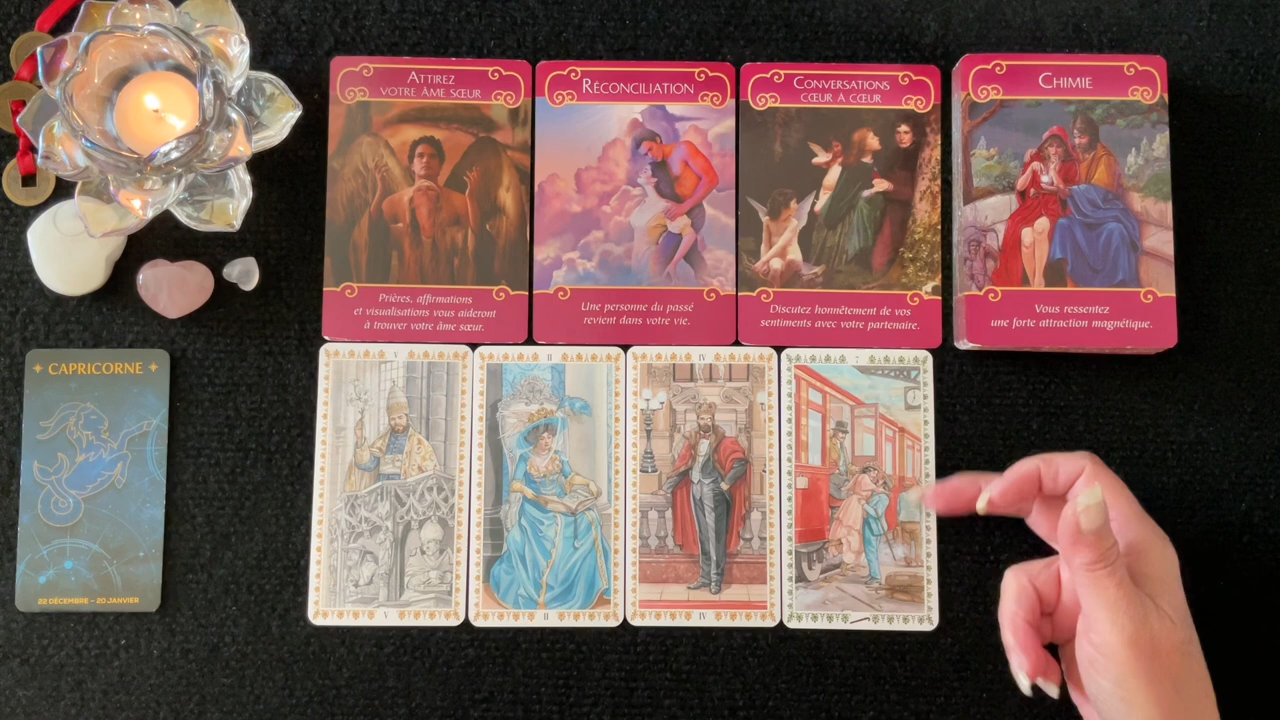 ATTIREZ
VOTRE ÂME SŒUR
RÉCONCILIATION
CONVERSATIONS
CŒUR À CŒUR
CHIMIE
Prières, affirmations
et visualisations vous aideront
à trouver votre âme sœur.
Une personne du passé
revient dans votre vie.
Discutez honnêtement de vos
sentiments avec votre partenaire.
Vous ressentez
une forte attraction magnétique.
CAPRICORNE
22 DÉCEMBRE - 20 JANVIER
V
II
IV
7
V
II
IV